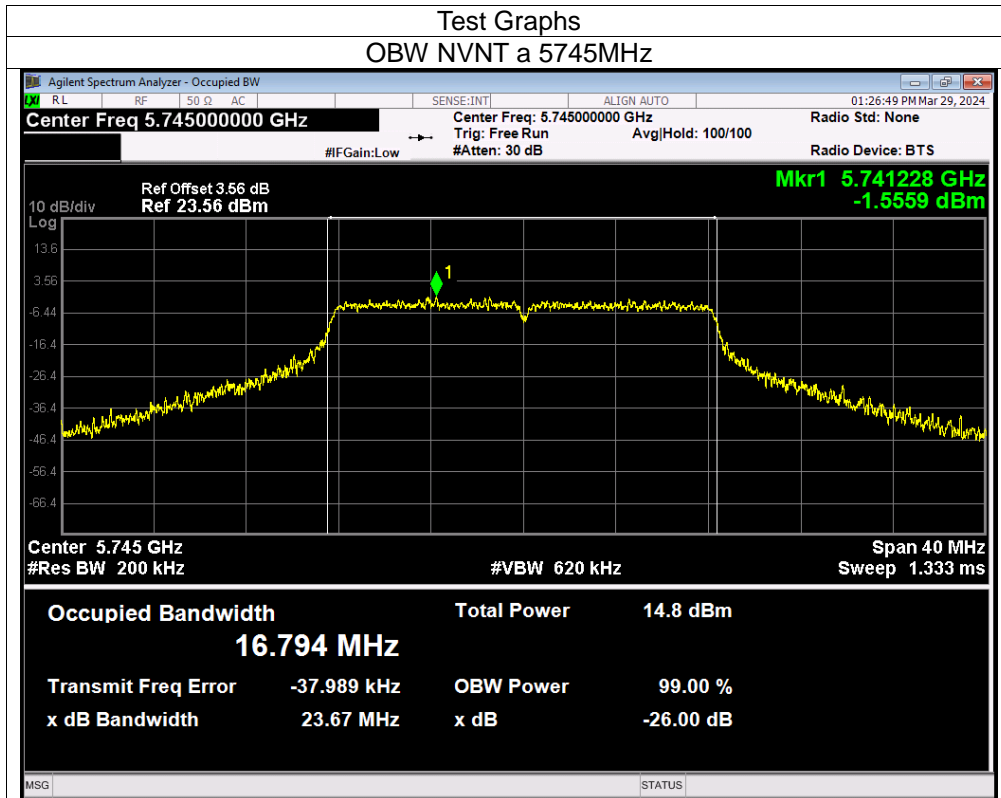 Test Graphs
OBW NVNT a 5745MHz
Agilent Spectrum Analyzer - Occupied BW
LXI RL RF 50 Ω AC SENSE:INT ALIGN AUTO 01:26:49 PM Mar 29, 2024
Center Freq 5.745000000 GHz Center Freq: 5.745000000 GHz Radio Std: None
Trig: Free Run Avg|Hold: 100/100
#IFGain:Low #Atten: 30 dB Radio Device: BTS
Mkr1 5.741228 GHz
Ref Offset 3.56 dB
-1.5559 dBm
10 dB/div Ref 23.56 dBm
Log
13.6
1
3.56
-6.44
-16.4
-26.4
-36.4
-46.4
-56.4
-66.4
Center 5.745 GHz Span 40 MHz
#Res BW 200 kHz #VBW 620 kHz Sweep 1.333 ms
Occupied Bandwidth Total Power 14.8 dBm
16.794 MHz
Transmit Freq Error -37.989 kHz OBW Power 99.00 %
x dB Bandwidth 23.67 MHz x dB -26.00 dB
MSG STATUS